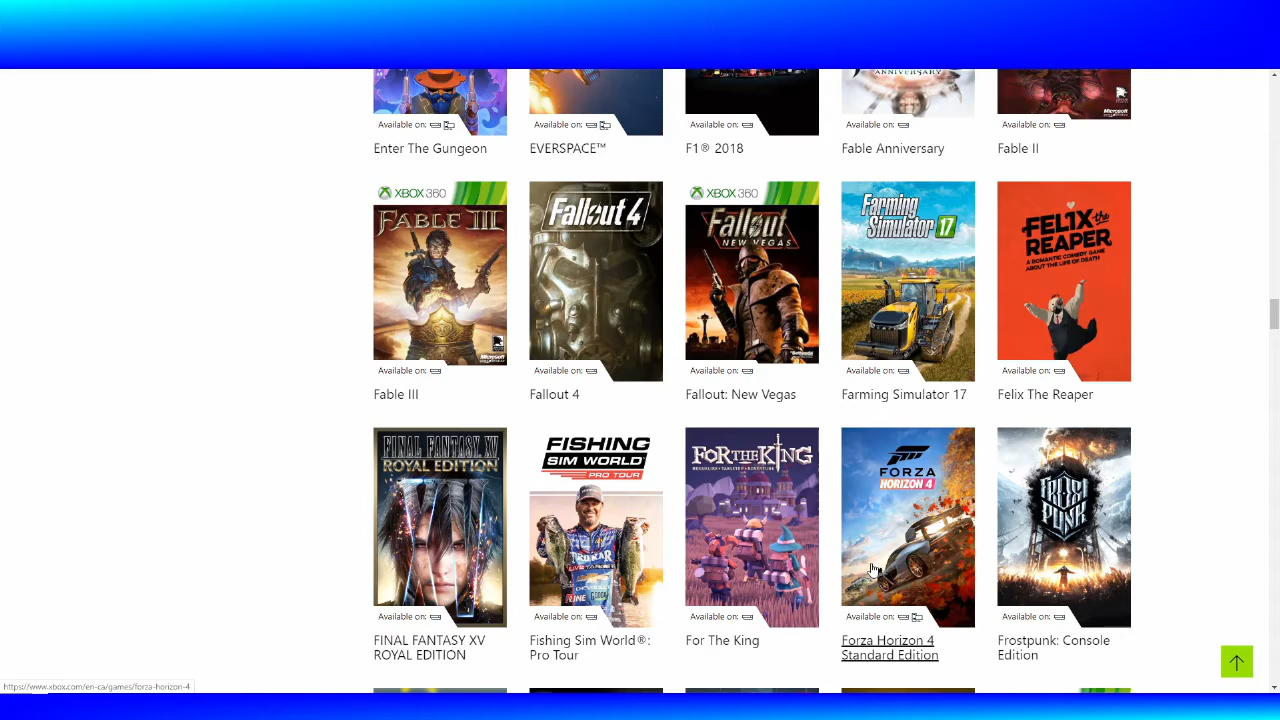 ANNIVERSARY
Microsoft
Available on:
Available on:
Available on:
Available on:
Available on:
Enter The Gungeon
EVERSPACE™
F1® 2018
Fable Anniversary
Fable II
XBOX 360
FABLE III
Microsoft
Fallout 4
XBOX 360
Fallout
NEW VEGAS
Bethesda
Farming
Simulator 17
FELIX the
REAPER
A ROMANTIC COMEDY GAME
ABOUT THE LIFE OF DEATH
Available on:
Available on:
Available on:
Available on:
Available on:
Fable III
Fallout 4
Fallout: New Vegas
Farming Simulator 17
Felix The Reaper
FINAL FANTASY XV
ROYAL EDITION
FISHING
SIM WORLD
PRO TOUR
FOR THE KING
FORZA
HORIZON 4
FROST
PUNK
Available on:
Available on:
Available on:
Available on:
Available on:
FINAL FANTASY XV
ROYAL EDITION
Fishing Sim World®:
Pro Tour
For The King
Forza Horizon 4
Standard Edition
Frostpunk: Console
Edition
https://www.xbox.com/en-ca/games/forza-horizon-4